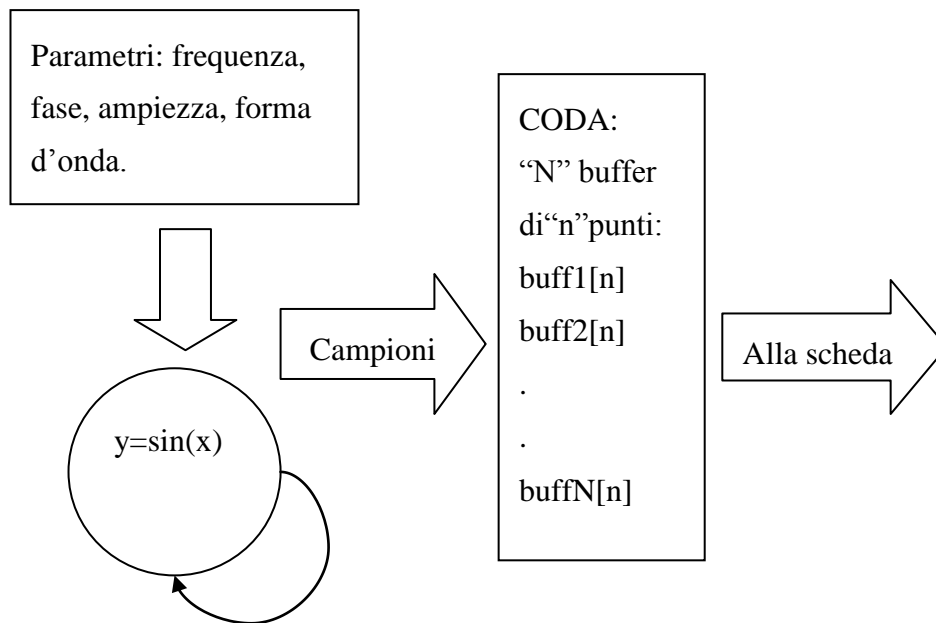 Parametri: frequenza,
fase, ampiezza, forma
d’onda.
y=sin(x)
Campioni
CODA:
“N” buffer
di“n”punti:
buff1[n]
buff2[n]
.
.
buffN[n]
Alla scheda